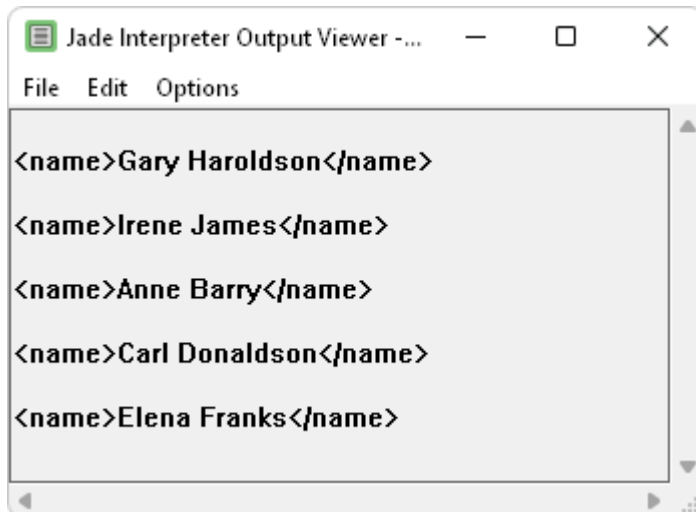 Jade Interpreter Output Viewer -...
File Edit Options
<name>Gary Haroldson</name>
<name>Irene James</name>
<name>Anne Barry</name>
<name>Carl Donaldson</name>
<name>Elena Franks</name>